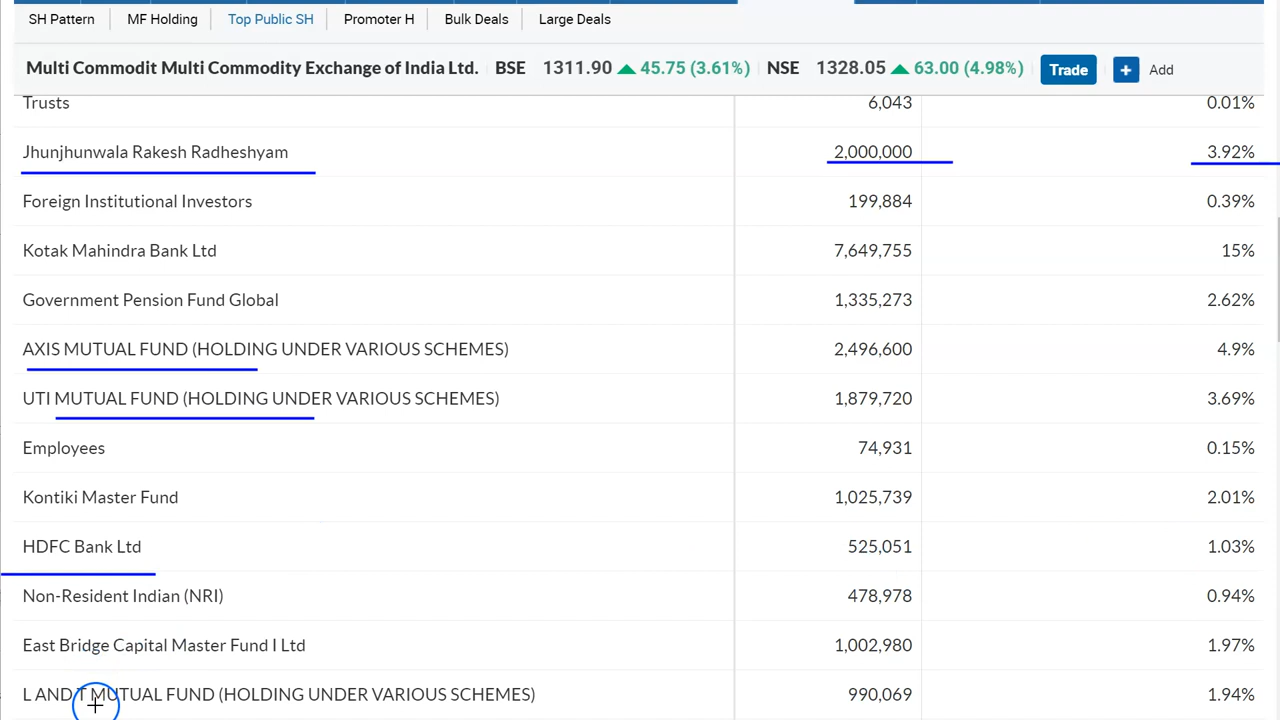 SH Pattern MF Holding Top Public SH Promoter H Bulk Deals Large Deals
Multi Commodit Multi Commodity Exchange of India Ltd. BSE 1311.90 45.75 (3.61%) NSE 1328.05 63.00 (4.98%) Trade + Add
Trusts 6,043 0.01%
Jhunjhunwala Rakesh Radheshyam 2,000,000 3.92%
Foreign Institutional Investors 199,884 0.39%
Kotak Mahindra Bank Ltd 7,649,755 15%
Government Pension Fund Global 1,335,273 2.62%
AXIS MUTUAL FUND (HOLDING UNDER VARIOUS SCHEMES) 2,496,600 4.9%
UTI MUTUAL FUND (HOLDING UNDER VARIOUS SCHEMES) 1,879,720 3.69%
Employees 74,931 0.15%
Kontiki Master Fund 1,025,739 2.01%
HDFC Bank Ltd 525,051 1.03%
Non-Resident Indian (NRI) 478,978 0.94%
East Bridge Capital Master Fund I Ltd 1,002,980 1.97%
L AND T MUTUAL FUND (HOLDING UNDER VARIOUS SCHEMES) 990,069 1.94%